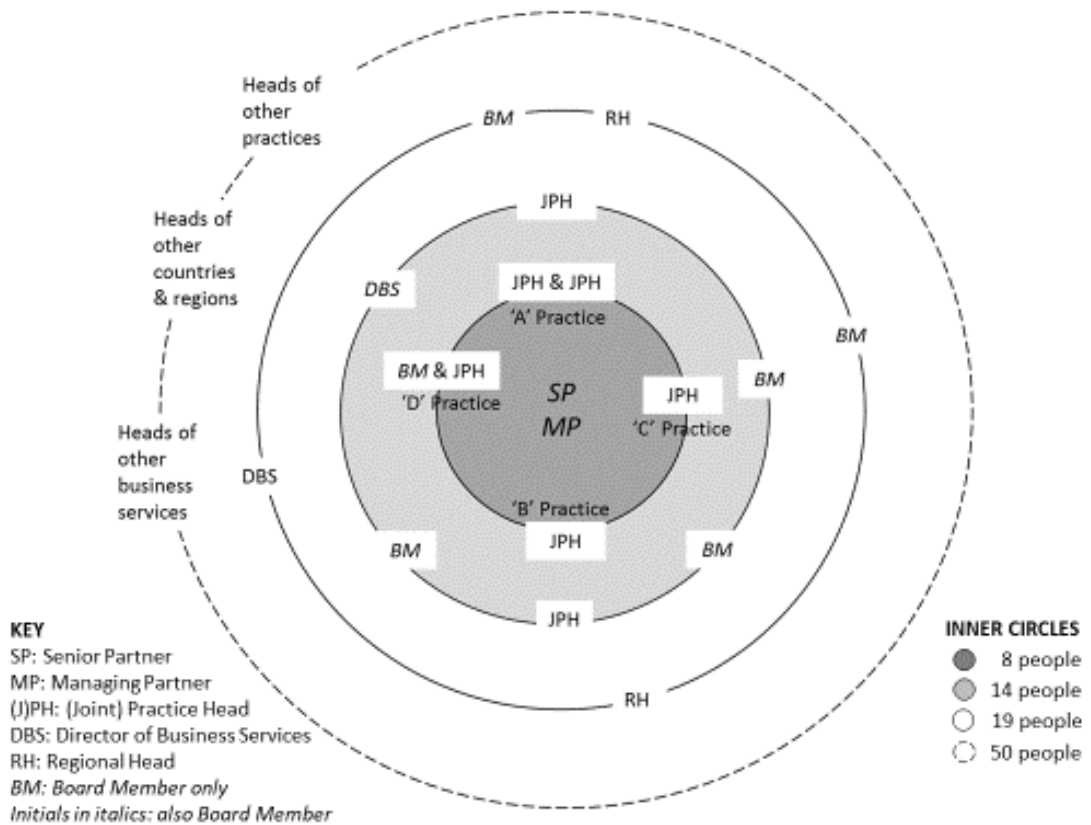 Heads of
other
practices
BM
RH
Heads of
other
countries
& regions
JPH
DBS
JPH & JPH
'A' Practice
BM
BM & JPH
'D' Practice
SP
MP
JPH
'C' Practice
BM
Heads of
other
business
services
DBS
'B' Practice
JPH
BM
BM
JPH
RH
KEY
SP: Senior Partner
MP: Managing Partner
(J)PH: (Joint) Practice Head
DBS: Director of Business Services
RH: Regional Head
BM: Board Member only
Initials in italics: also Board Member
INNER CIRCLES
8 people
14 people
19 people
50 people